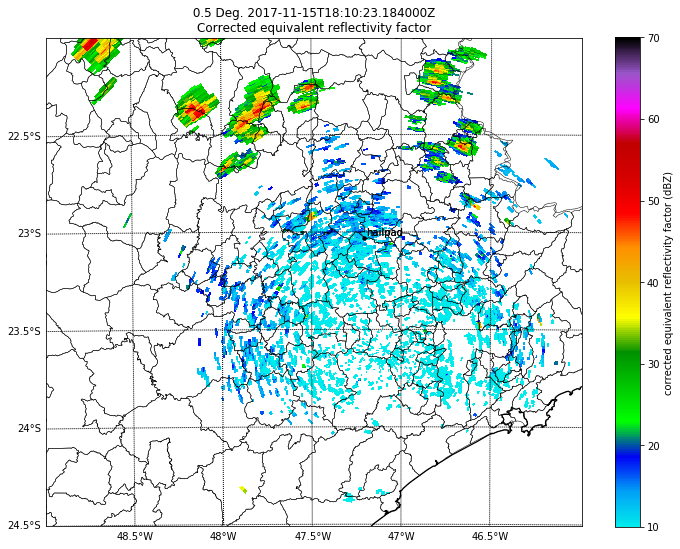 0.5 Deg. 2017-11-15T18:10:23.184000Z
Corrected equivalent reflectivity factor
22.5°S
23°S
23.5°S
24°S
24.5°S
48.5°W
48°W
47.5°W
47°W
46.5°W
hailpad
70
60
50
40
30
20
10
corrected equivalent reflectivity factor (dBZ)